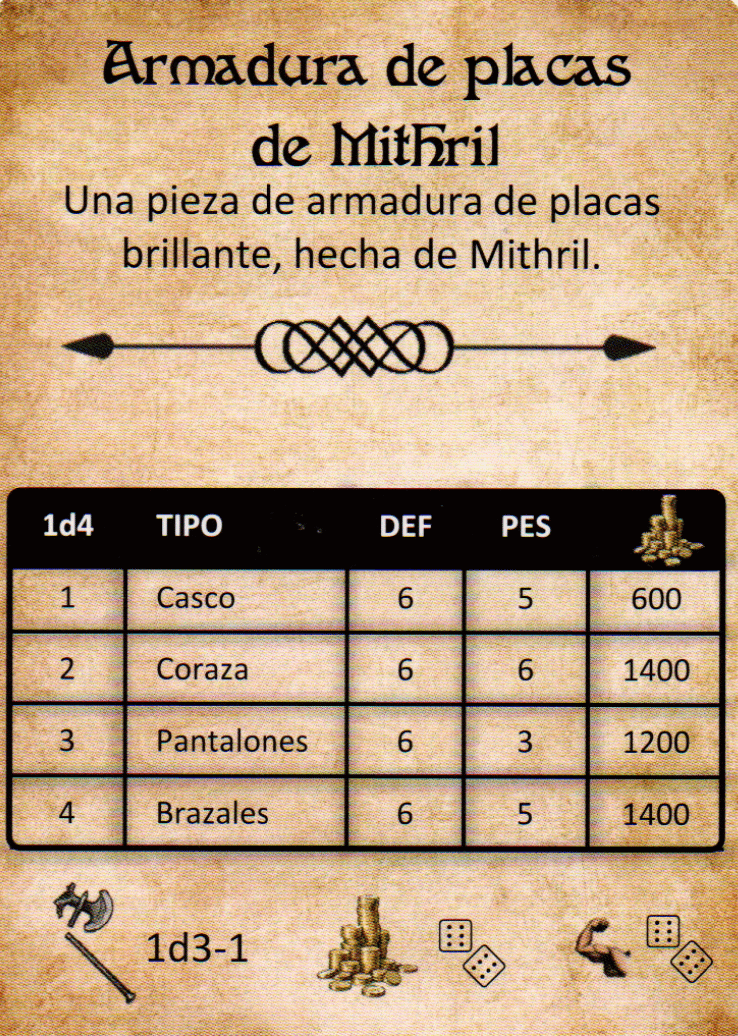 Armadura de placas
de Mithril
Una pieza de armadura de placas
brillante, hecha de Mithril.
1d4 TIPO DEF PES
1 Casco 6 5 600
2 Coraza 6 6 1400
3 Pantalones 6 3 1200
4 Brazales 6 5 1400
1d3-1